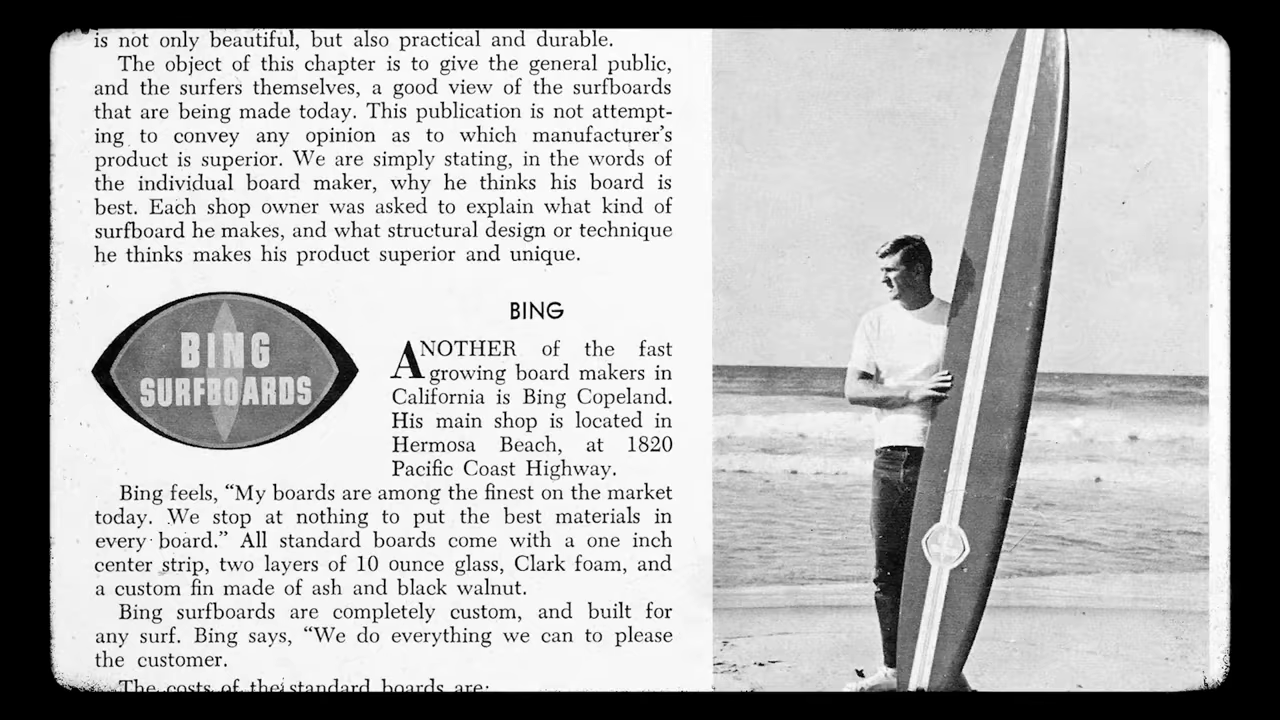 is not only beautiful, but also practical and durable.
The object of this chapter is to give the general public,
and the surfers themselves, a good view of the surfboards
that are being made today. This publication is not attempt-
ing to convey any opinion as to which manufacturer's
product is superior. We are simply stating, in the words of
the individual board maker, why he thinks his board is
best. Each shop owner was asked to explain what kind of
surfboard he makes, and what structural design or technique
he thinks makes his product superior and unique.
BING
SURFBOARDS
BING
ANOTHER of the fast
growing board makers in
California is Bing Copeland.
His main shop is located in
Hermosa Beach, at 1820
Pacific Coast Highway.
Bing feels, “My boards are among the finest on the market
today. We stop at nothing to put the best materials in
every board.” All standard boards come with a one inch
center strip, two layers of 10 ounce glass, Clark foam, and
a custom fin made of ash and black walnut.
Bing surfboards are completely custom, and built for
any surf. Bing says, “We do everything we can to please
the customer.
The costs of the standard boards are: